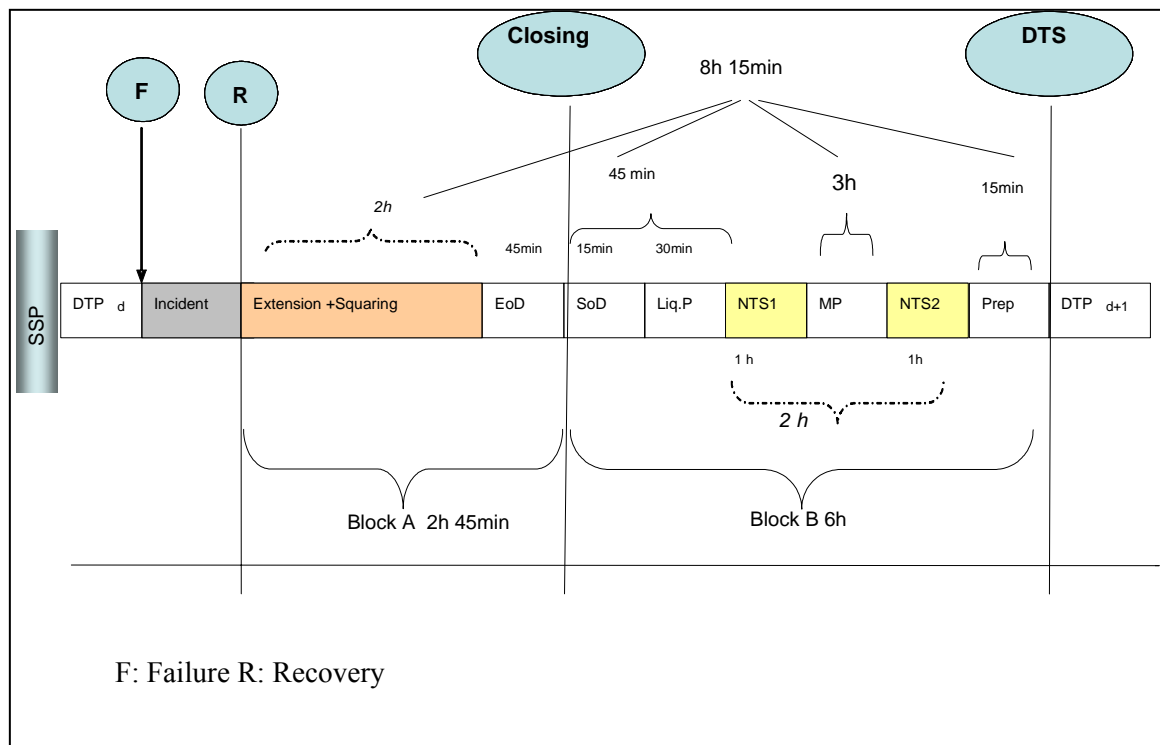 Closing
DTS
8h 15min
F
R
45 min
3h
15min
2h
45min
15min
30min
SSP
DTP d
Incident
Extension +Squaring
EoD
SoD
Liq.P
NTS1
MP
NTS2
Prep
DTP d+1
1 h
1h
2 h
Block A 2h 45min
Block B 6h
F: Failure R: Recovery